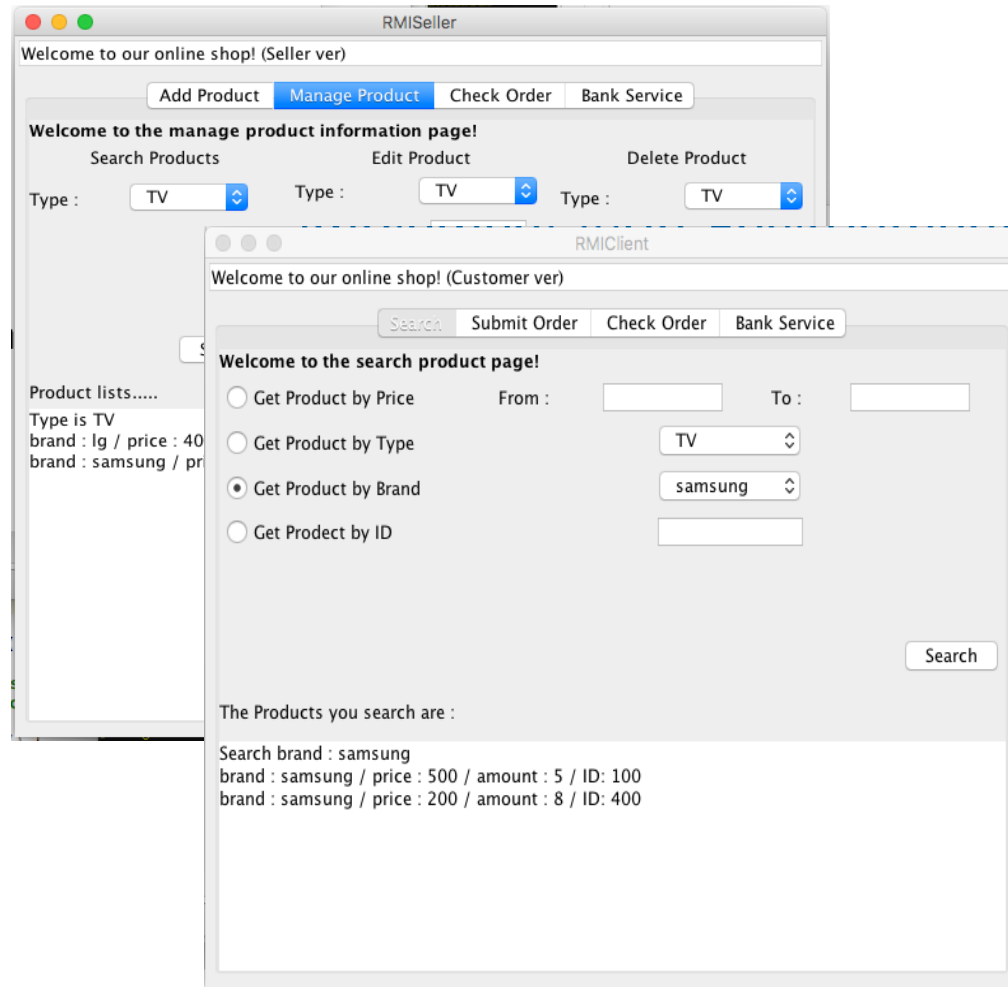 RMISeller
Welcome to our online shop! (Seller ver)
Add Product Manage Product Check Order Bank Service
Welcome to the manage product information page!
Search Products Edit Product Delete Product
Type : TV Type : TV Type : TV
Product lists.....
Type is TV
brand : lg / price : 40
brand : samsung /
RMIClient
Welcome to our online shop! (Customer ver)
Search Submit Order Check Order Bank Service
Welcome to the search product page!
Get Product by Price From : To :
Get Product by Type TV
Get Product by Brand samsung
Get Prodect by ID
Search
The Products you search are :
Search brand : samsung
brand : samsung / price : 500 / amount : 5 / ID: 100
brand : samsung / price : 200 / amount : 8 / ID: 400